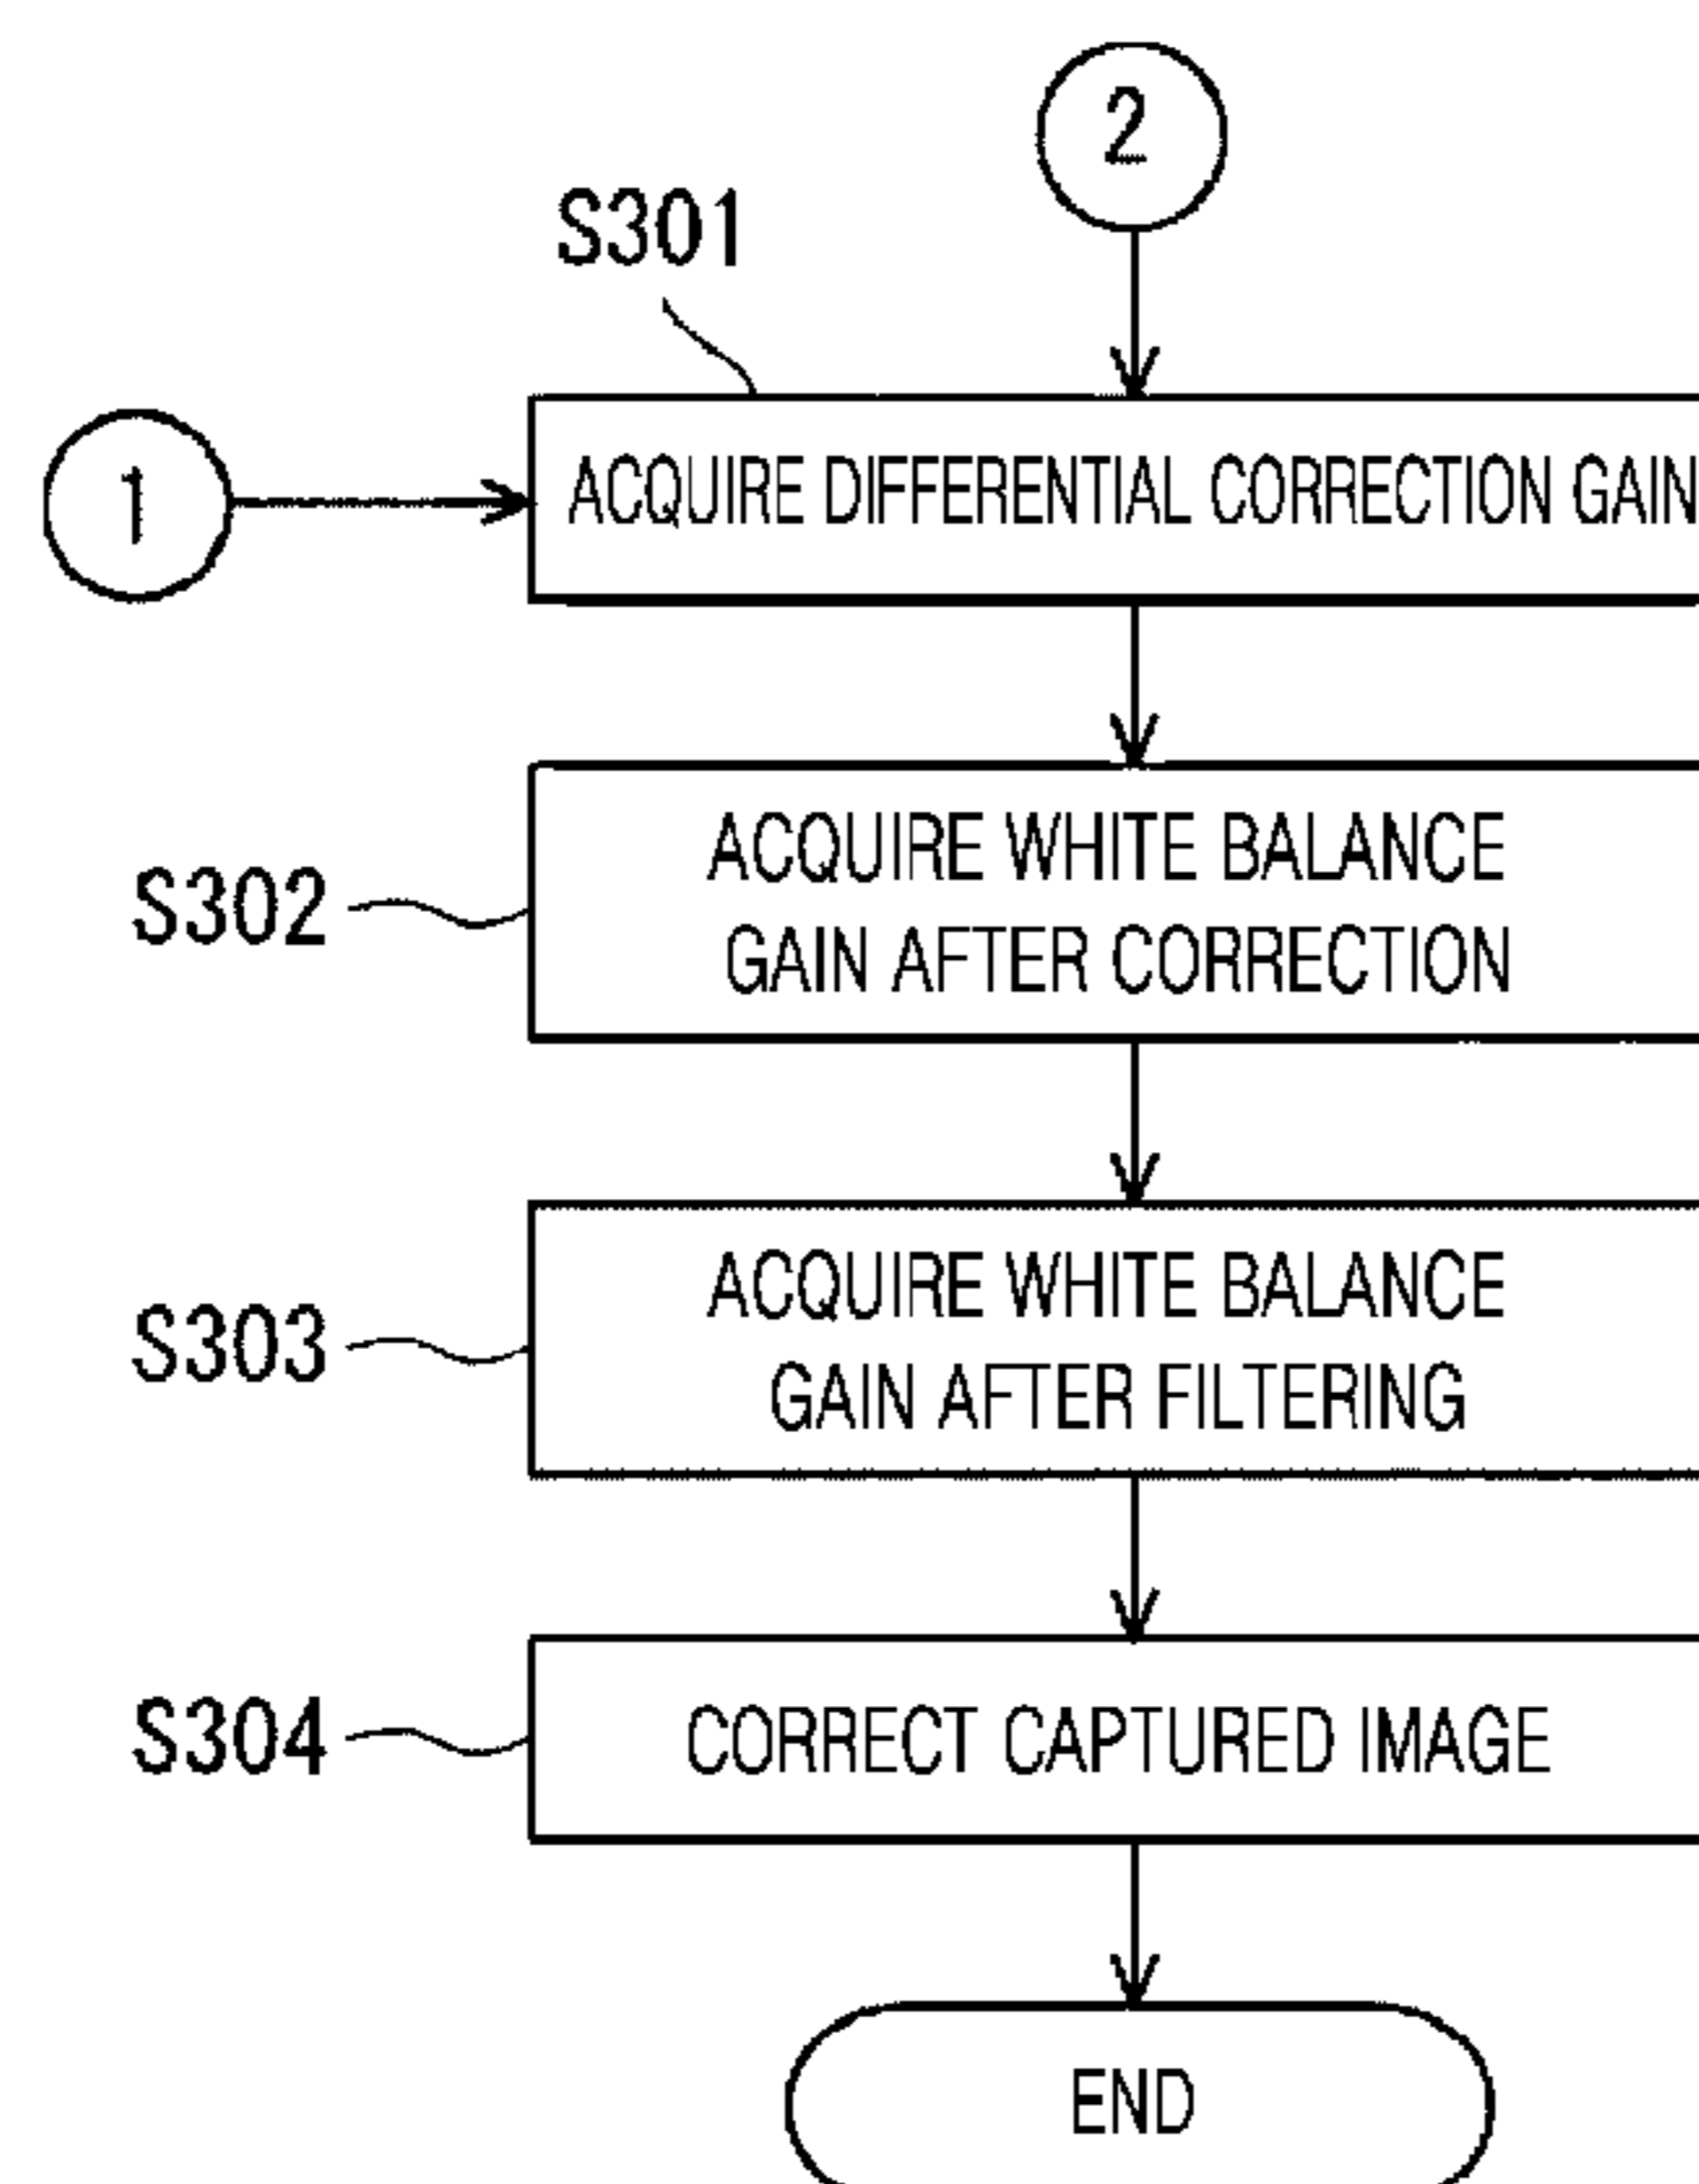 2
S301
1
ACQUIRE DIFFERENTIAL CORRECTION GAIN
S302
ACQUIRE WHITE BALANCE
GAIN AFTER CORRECTION
S303
ACQUIRE WHITE BALANCE
GAIN AFTER FILTERING
S304
CORRECT CAPTURED IMAGE
END